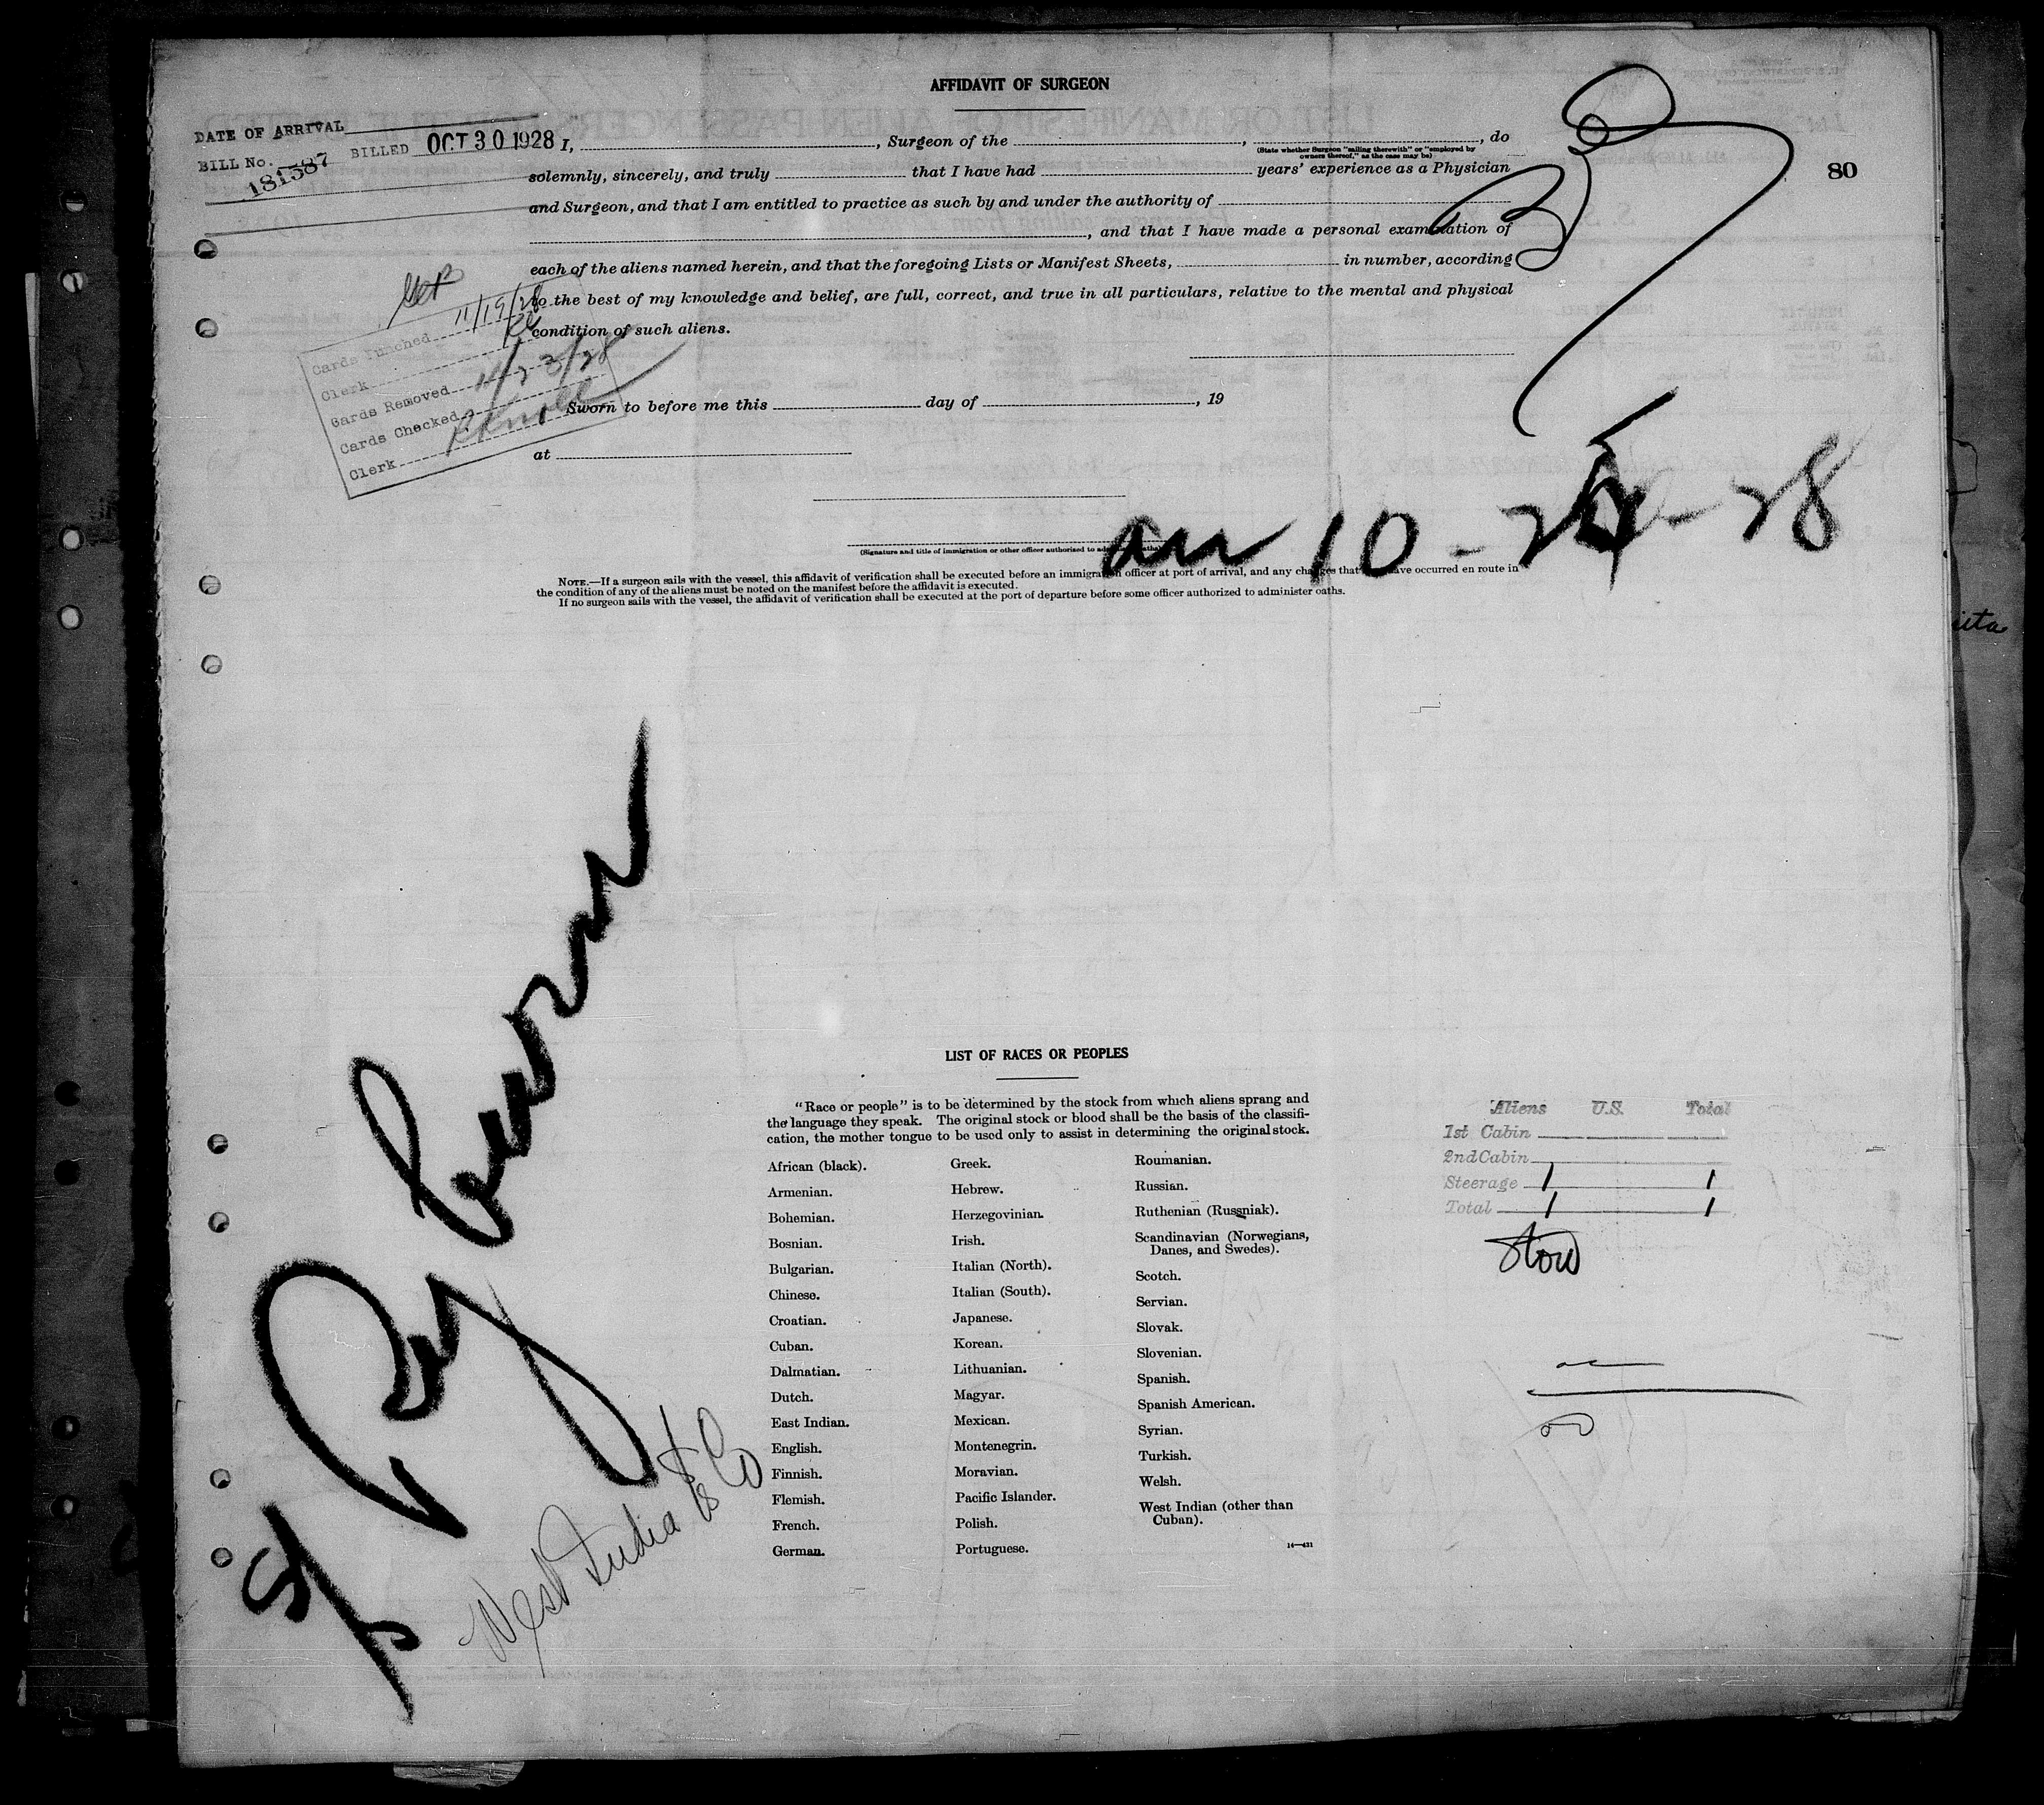 AFFIDAVIT OF SURGEON
DATE OF ARRIVAL
BILL No. 181587 BILLED OCT 30 1928
80
I, , Surgeon of the , , do
(State whether Surgeon "sailing therewith" or "employed by
owners thereof," as the case may be)
solemnly, sincerely, and truly that I have had years' experience as a Physician
and Surgeon, and that I am entitled to practice as such by and under the authority of
, and that I have made a personal examination of
each of the aliens named herein, and that the foregoing Lists or Manifest Sheets, in number, according
to the best of my knowledge and belief, are full, correct, and true in all particulars, relative to the mental and physical
condition of such aliens.
Cards Punched 11/19/28
Clerk
Cards Removed 11/23/28
Cards Checked
Clerk
Sworn to before me this day of , 19
at
(Signature and title of immigration or other officer authorized to administer oaths)
arr 10-2 -28
NOTE.—If a surgeon sails with the vessel, this affidavit of verification shall be executed before an immigration officer at port of arrival, and any changes that have occurred en route in
the condition of any of the aliens must be noted on the manifest before the affidavit is executed.
If no surgeon sails with the vessel, the affidavit of verification shall be executed at the port of departure before some officer authorized to administer oaths.
SS
West India SS Co
LIST OF RACES OR PEOPLES
"Race or people" is to be determined by the stock from which aliens sprang and
the language they speak. The original stock or blood shall be the basis of the classifi-
cation, the mother tongue to be used only to assist in determining the original stock.
African (black).
Armenian.
Bohemian.
Bosnian.
Bulgarian.
Chinese.
Croatian.
Cuban.
Dalmatian.
Dutch.
East Indian.
English.
Finnish.
Flemish.
French.
German.
Greek.
Hebrew.
Herzegovinian.
Irish.
Italian (North).
Italian (South).
Japanese.
Korean.
Lithuanian.
Magyar.
Mexican.
Montenegrin.
Moravian.
Pacific Islander.
Polish.
Portuguese.
Roumanian.
Russian.
Ruthenian (Russniak).
Scandinavian (Norwegians,
Danes, and Swedes).
Scotch.
Servian.
Slovak.
Slovenian.
Spanish.
Spanish American.
Syrian.
Turkish.
Welsh.
West Indian (other than
Cuban).
14—431
Aliens U.S. Total
1st Cabin
2nd Cabin
Steerage 1 1
Total 1 1
Stow